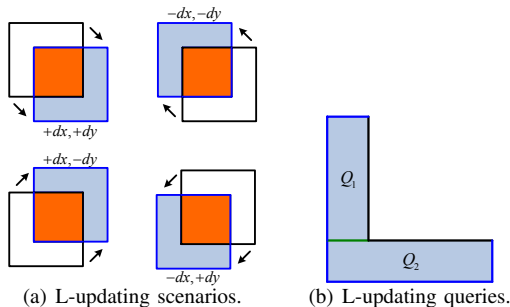 −dx,−dy
+dx,+dy
+dx,−dy
−dx,+dy
Q1
Q2
(a) L-updating scenarios.
(b) L-updating queries.